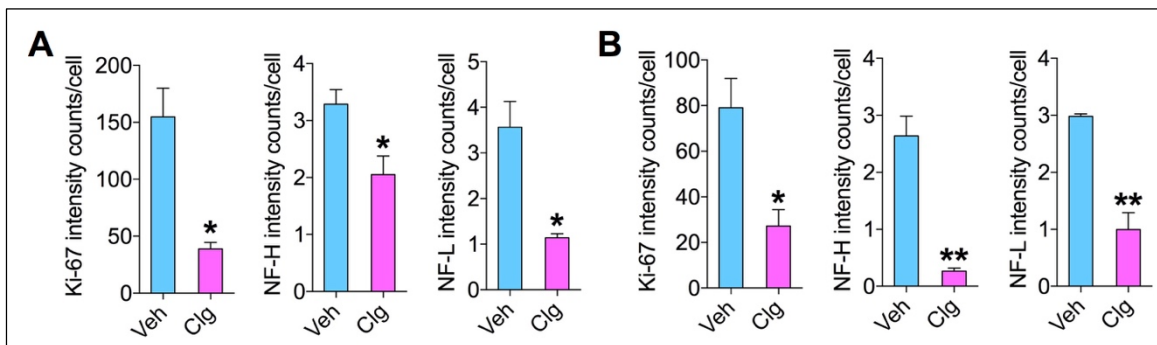 A
Ki-67 intensity counts/cell
200
150
100
50
0
*
Veh
Clg
NF-H intensity counts/cell
4
3
2
1
0
*
Veh
Clg
NF-L intensity counts/cell
5
4
3
2
1
0
*
Veh
Clg
B
Ki-67 intensity counts/cell
100
80
60
40
20
0
*
Veh
Clg
NF-H intensity counts/cell
4
3
2
1
0
**
Veh
Clg
NF-L intensity counts/cell
4
3
2
1
0
**
Veh
Clg